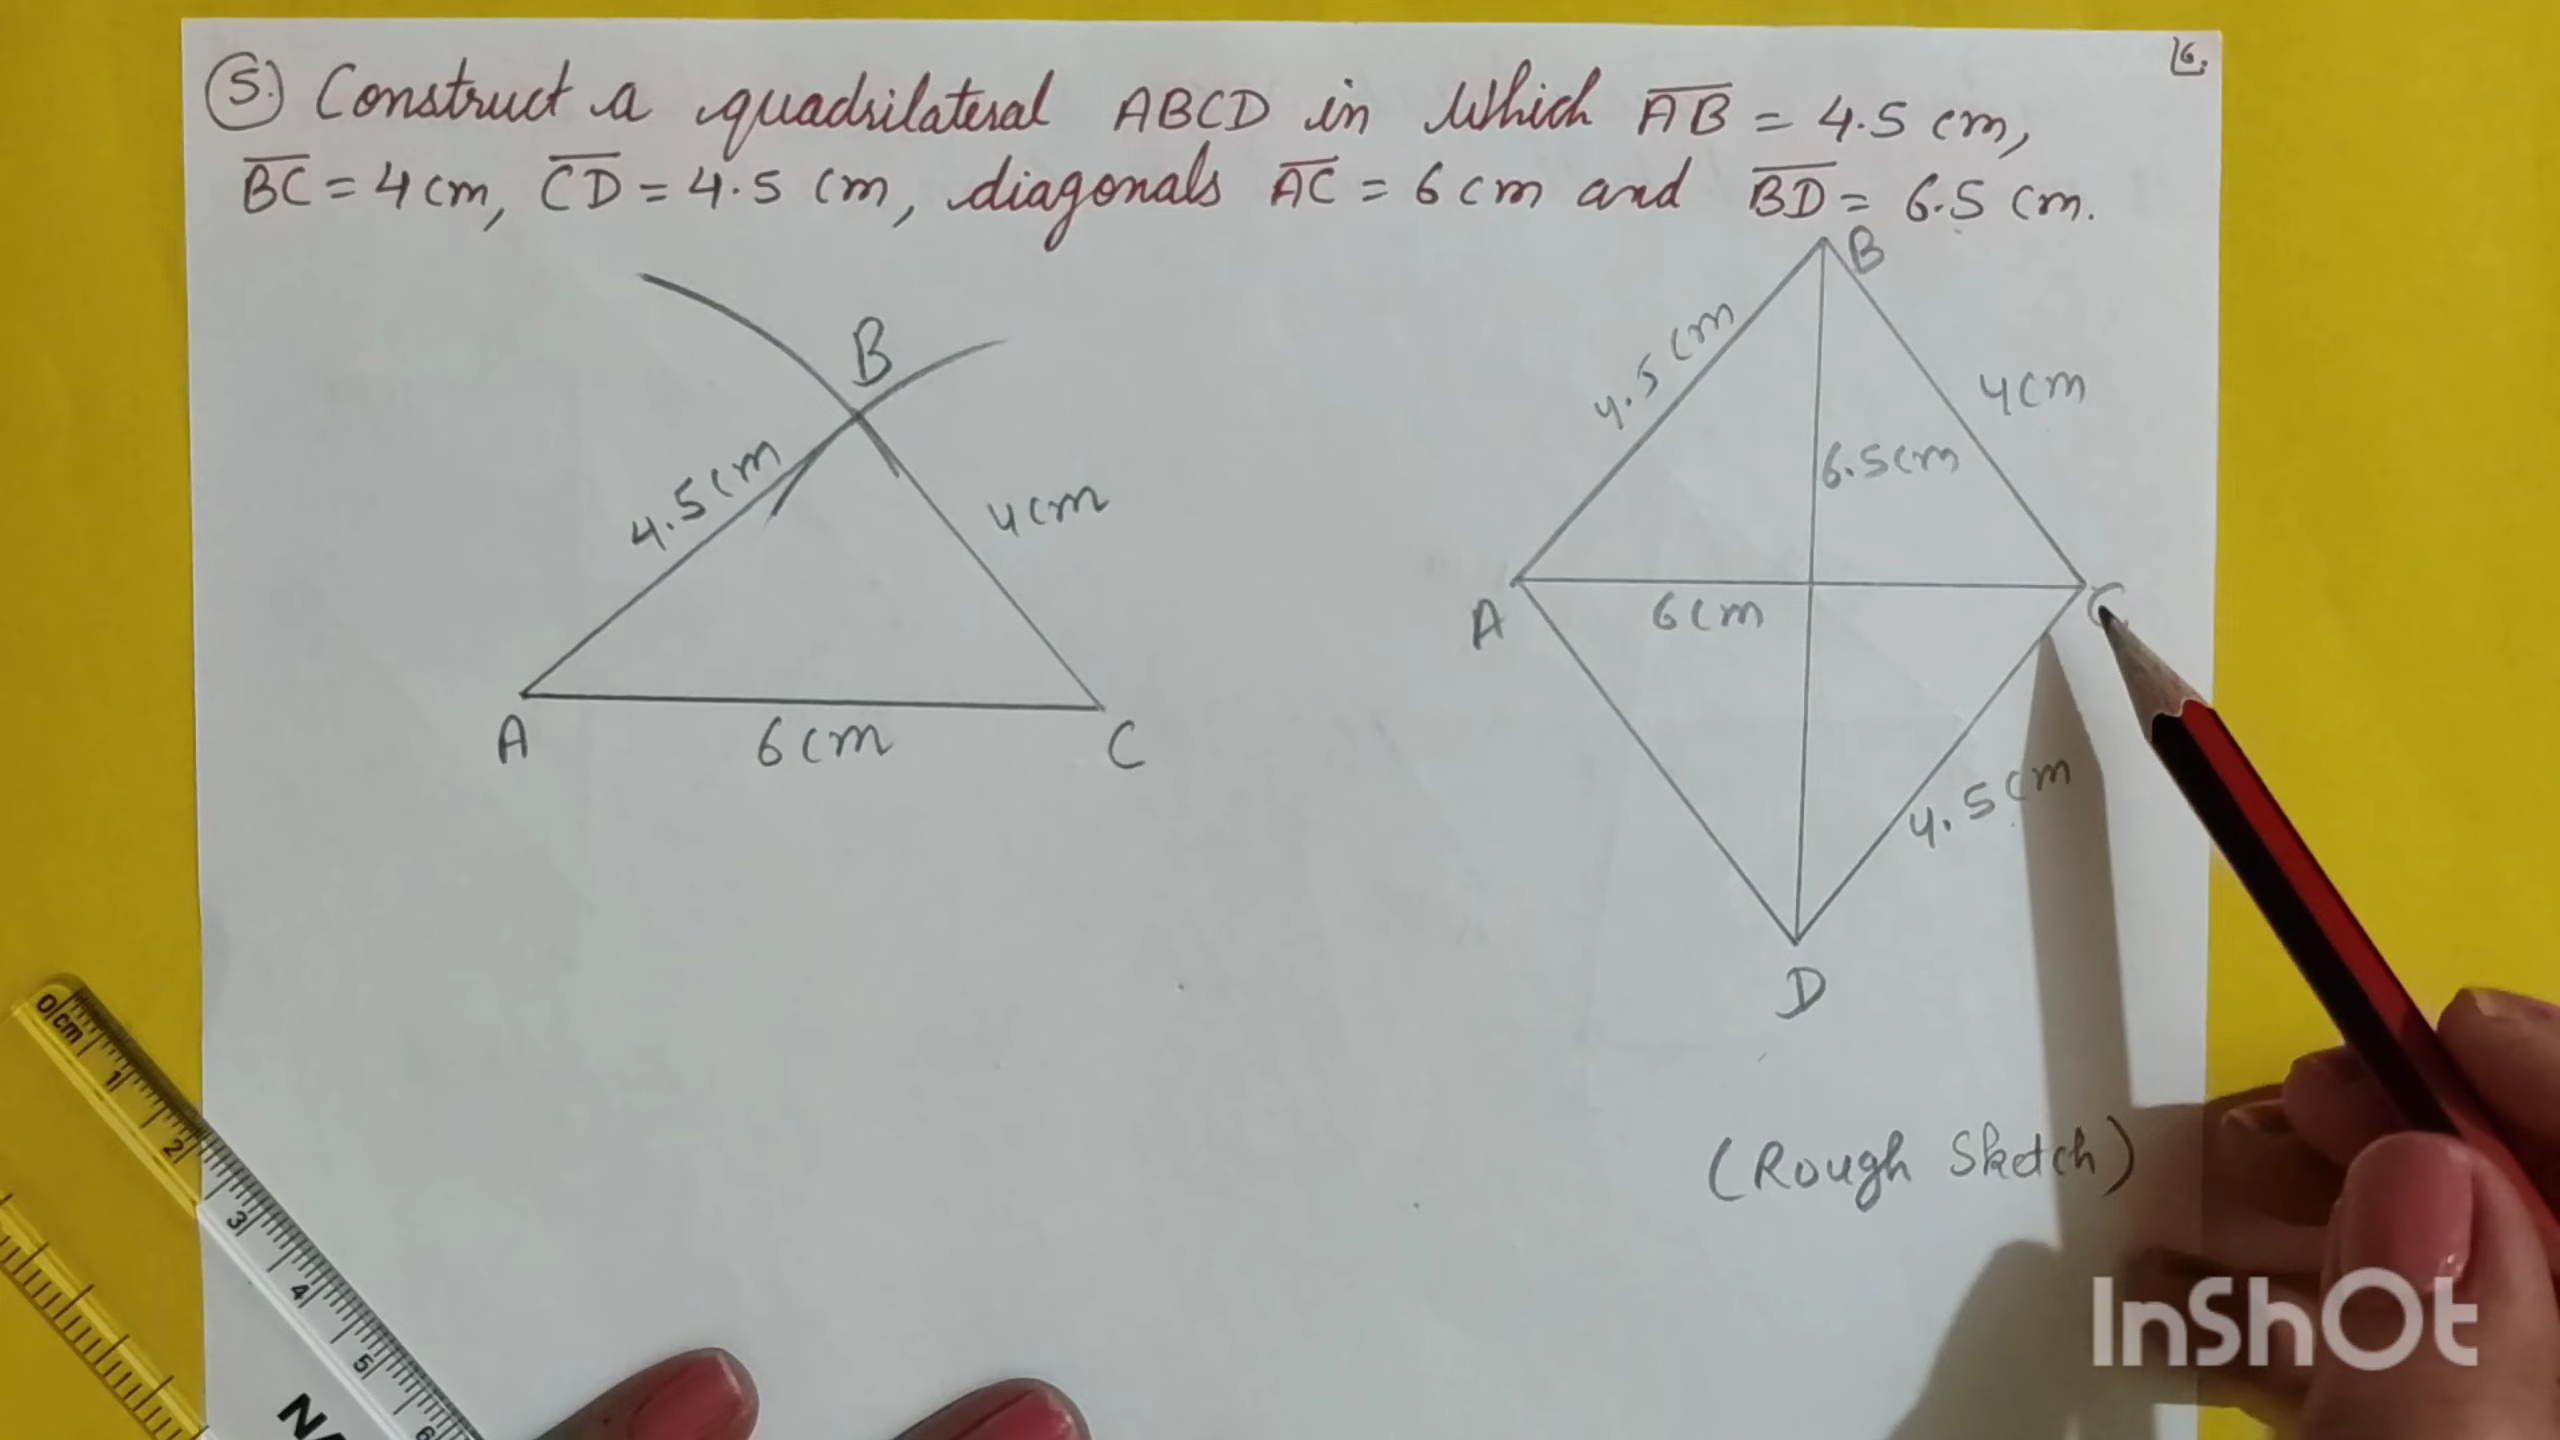 16.
5.) Construct a quadrilateral ABCD in which AB = 4.5 cm,
BC = 4 cm, CD = 4.5 cm, diagonals AC = 6 cm and BD = 6.5 cm.
B
4.5 cm
4 cm
A
6 cm
C
B
4.5 cm
4 cm
6.5 cm
A
6 cm
C
4.5 cm
D
(Rough Sketch)
0 cm 1 2 3 4 5 6
InShOt